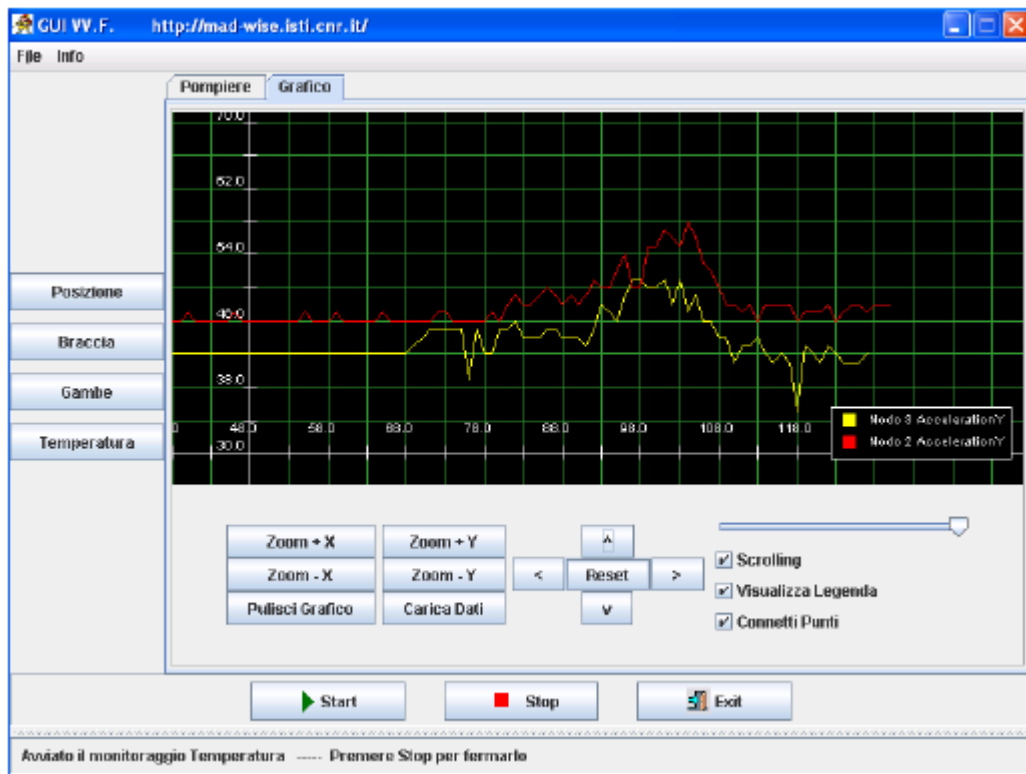 GUI W.F. http://mad-wise.isti.cnr.it/
File Info
Pompiere Grafico
70.0
62.0
54.0
46.0
38.0
30.0
48.0 58.0 68.0 78.0 88.0 98.0 108.0 118.0
Nodo 3 AccelerationY
Nodo 2 AccelerationY
Posizione
Braccia
Gambe
Temperatura
Zoom + X Zoom + Y ^
Zoom - X Zoom - Y < Reset >
Pulisci Grafico Carica Dati v
Scrolling
Visualizza Legenda
Connetti Punti
Start Stop Exit
Avviato il monitoraggio Temperatura ----- Premere Stop per fermarlo